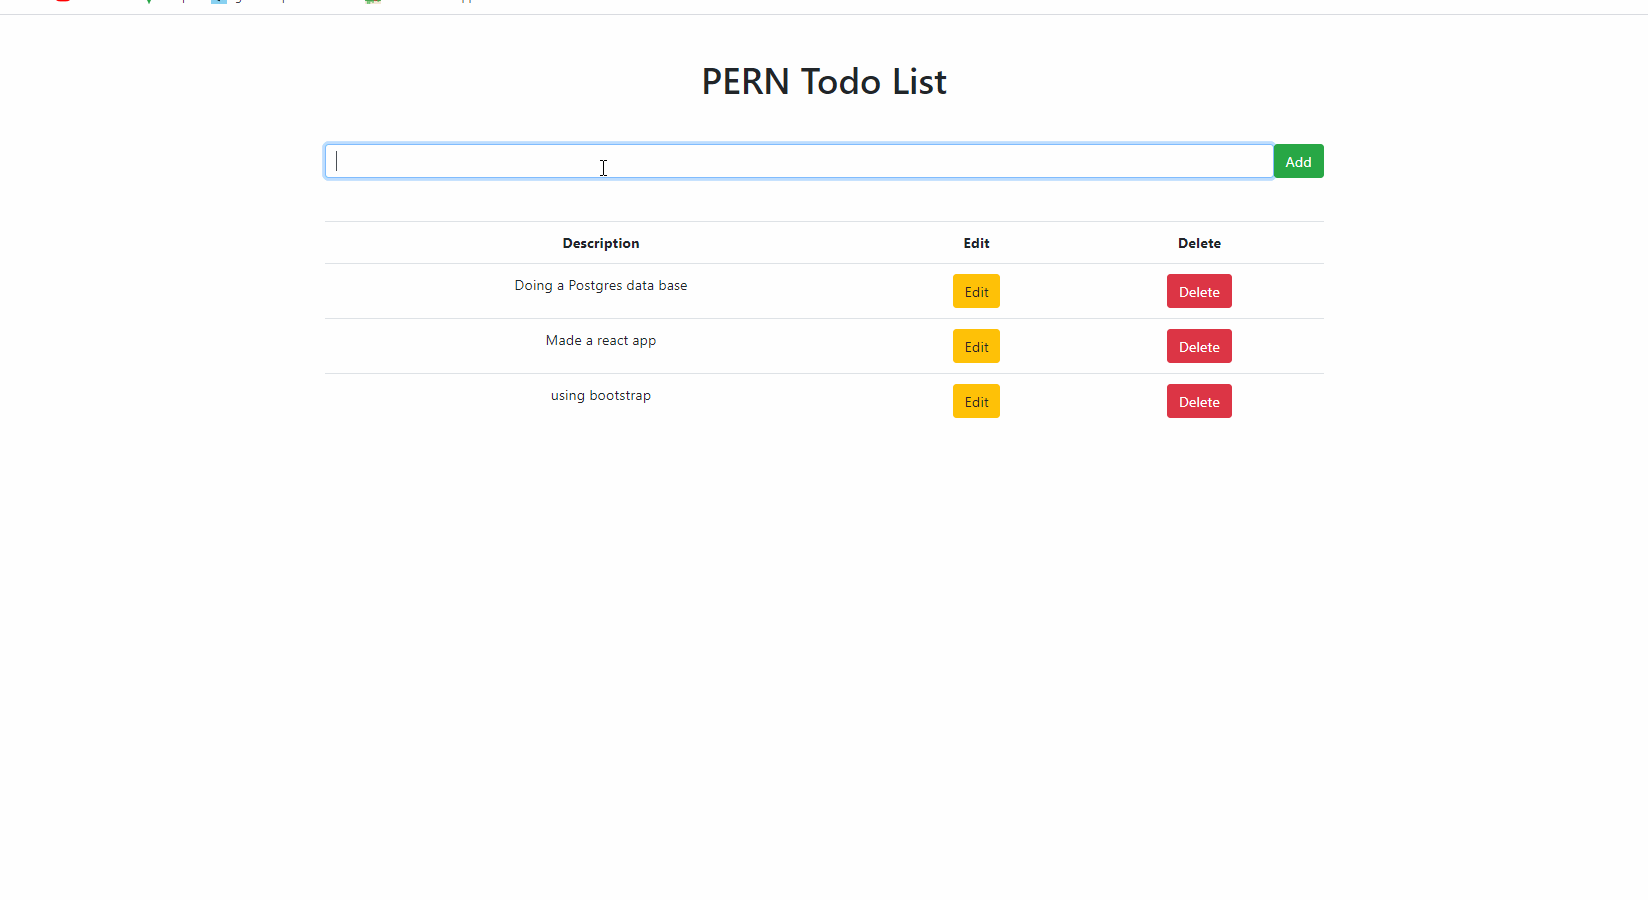 PERN Todo List
Add
Description Edit Delete
Doing a Postgres data base Edit Delete
Made a react app Edit Delete
using bootstrap Edit Delete